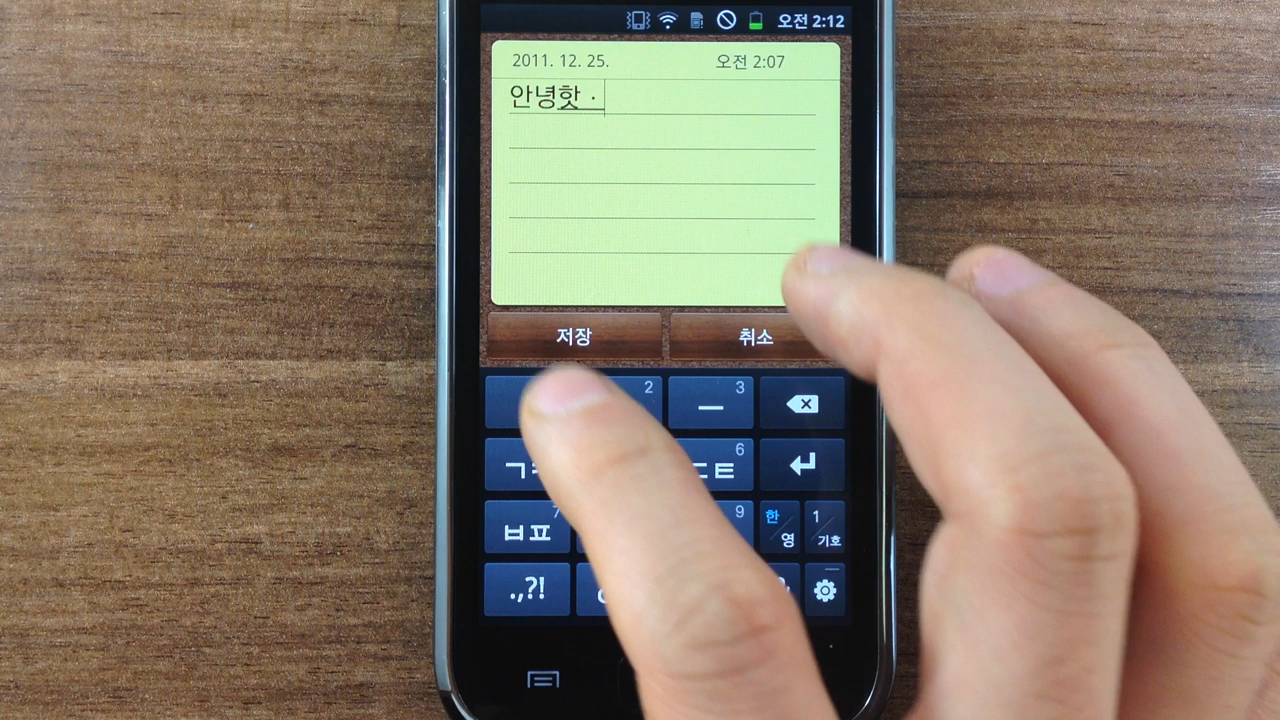 오전 2:12
2011. 12. 25. 오전 2:07
안녕핫 ·
저장 취소
2 3
ㅡ
6
ㄷㅌ
7 9 한 1
ㅂㅍ 영 기호
.,?!